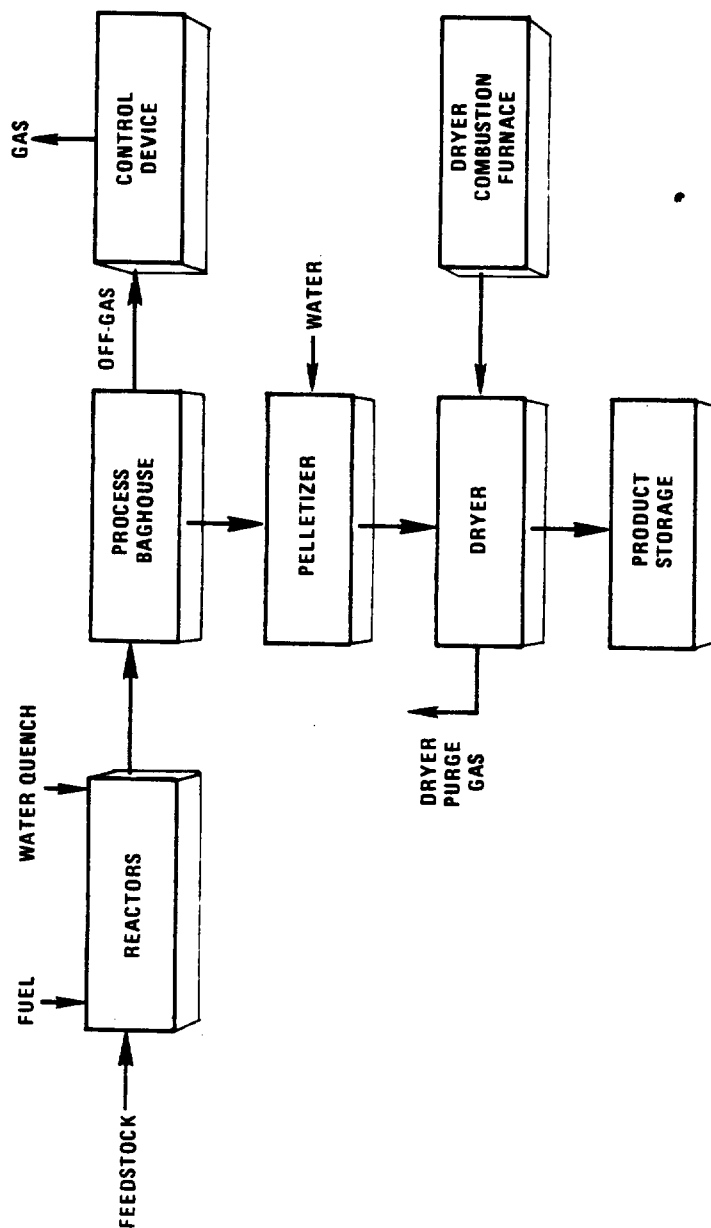 FEEDSTOCK
FUEL
WATER QUENCH
REACTORS
PROCESS
BAGHOUSE
OFF-GAS
GAS
CONTROL
DEVICE
PELLETIZER
WATER
DRYER
PURGE
GAS
DRYER
DRYER
COMBUSTION
FURNACE
PRODUCT
STORAGE